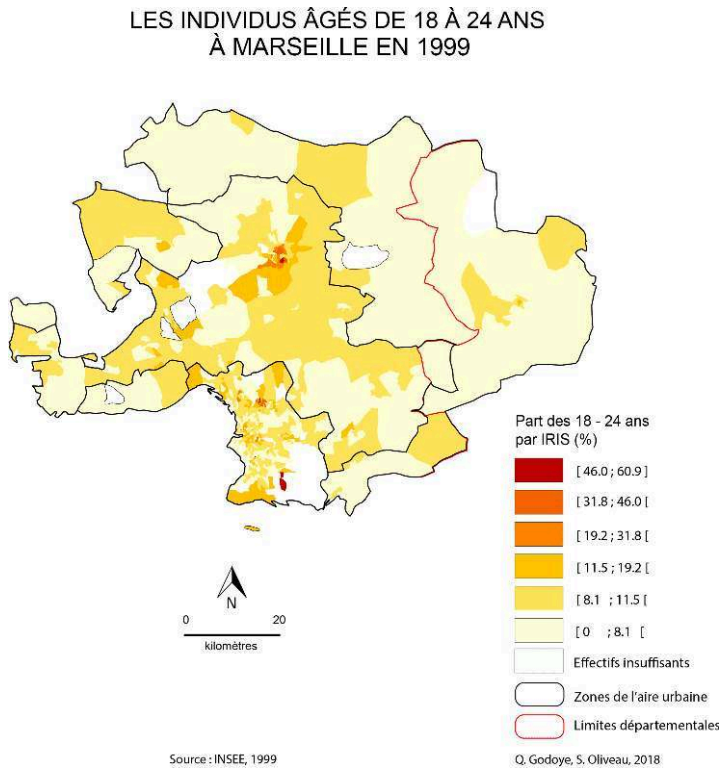 LES INDIVIDUS ÂGÉS DE 18 À 24 ANS
À MARSEILLE EN 1999
Part des 18 - 24 ans
par IRIS (%)
[ 46.0 ; 60.9 ]
[ 31.8 ; 46.0 [
[ 19.2 ; 31.8 [
[ 11.5 ; 19.2 [
[ 8.1 ; 11.5 [
[ 0 ; 8.1 [
Effectifs insuffisants
Zones de l'aire urbaine
Limites départementales
N
0 20
kilomètres
Source : INSEE, 1999
Q. Godoye, S. Oliveau, 2018